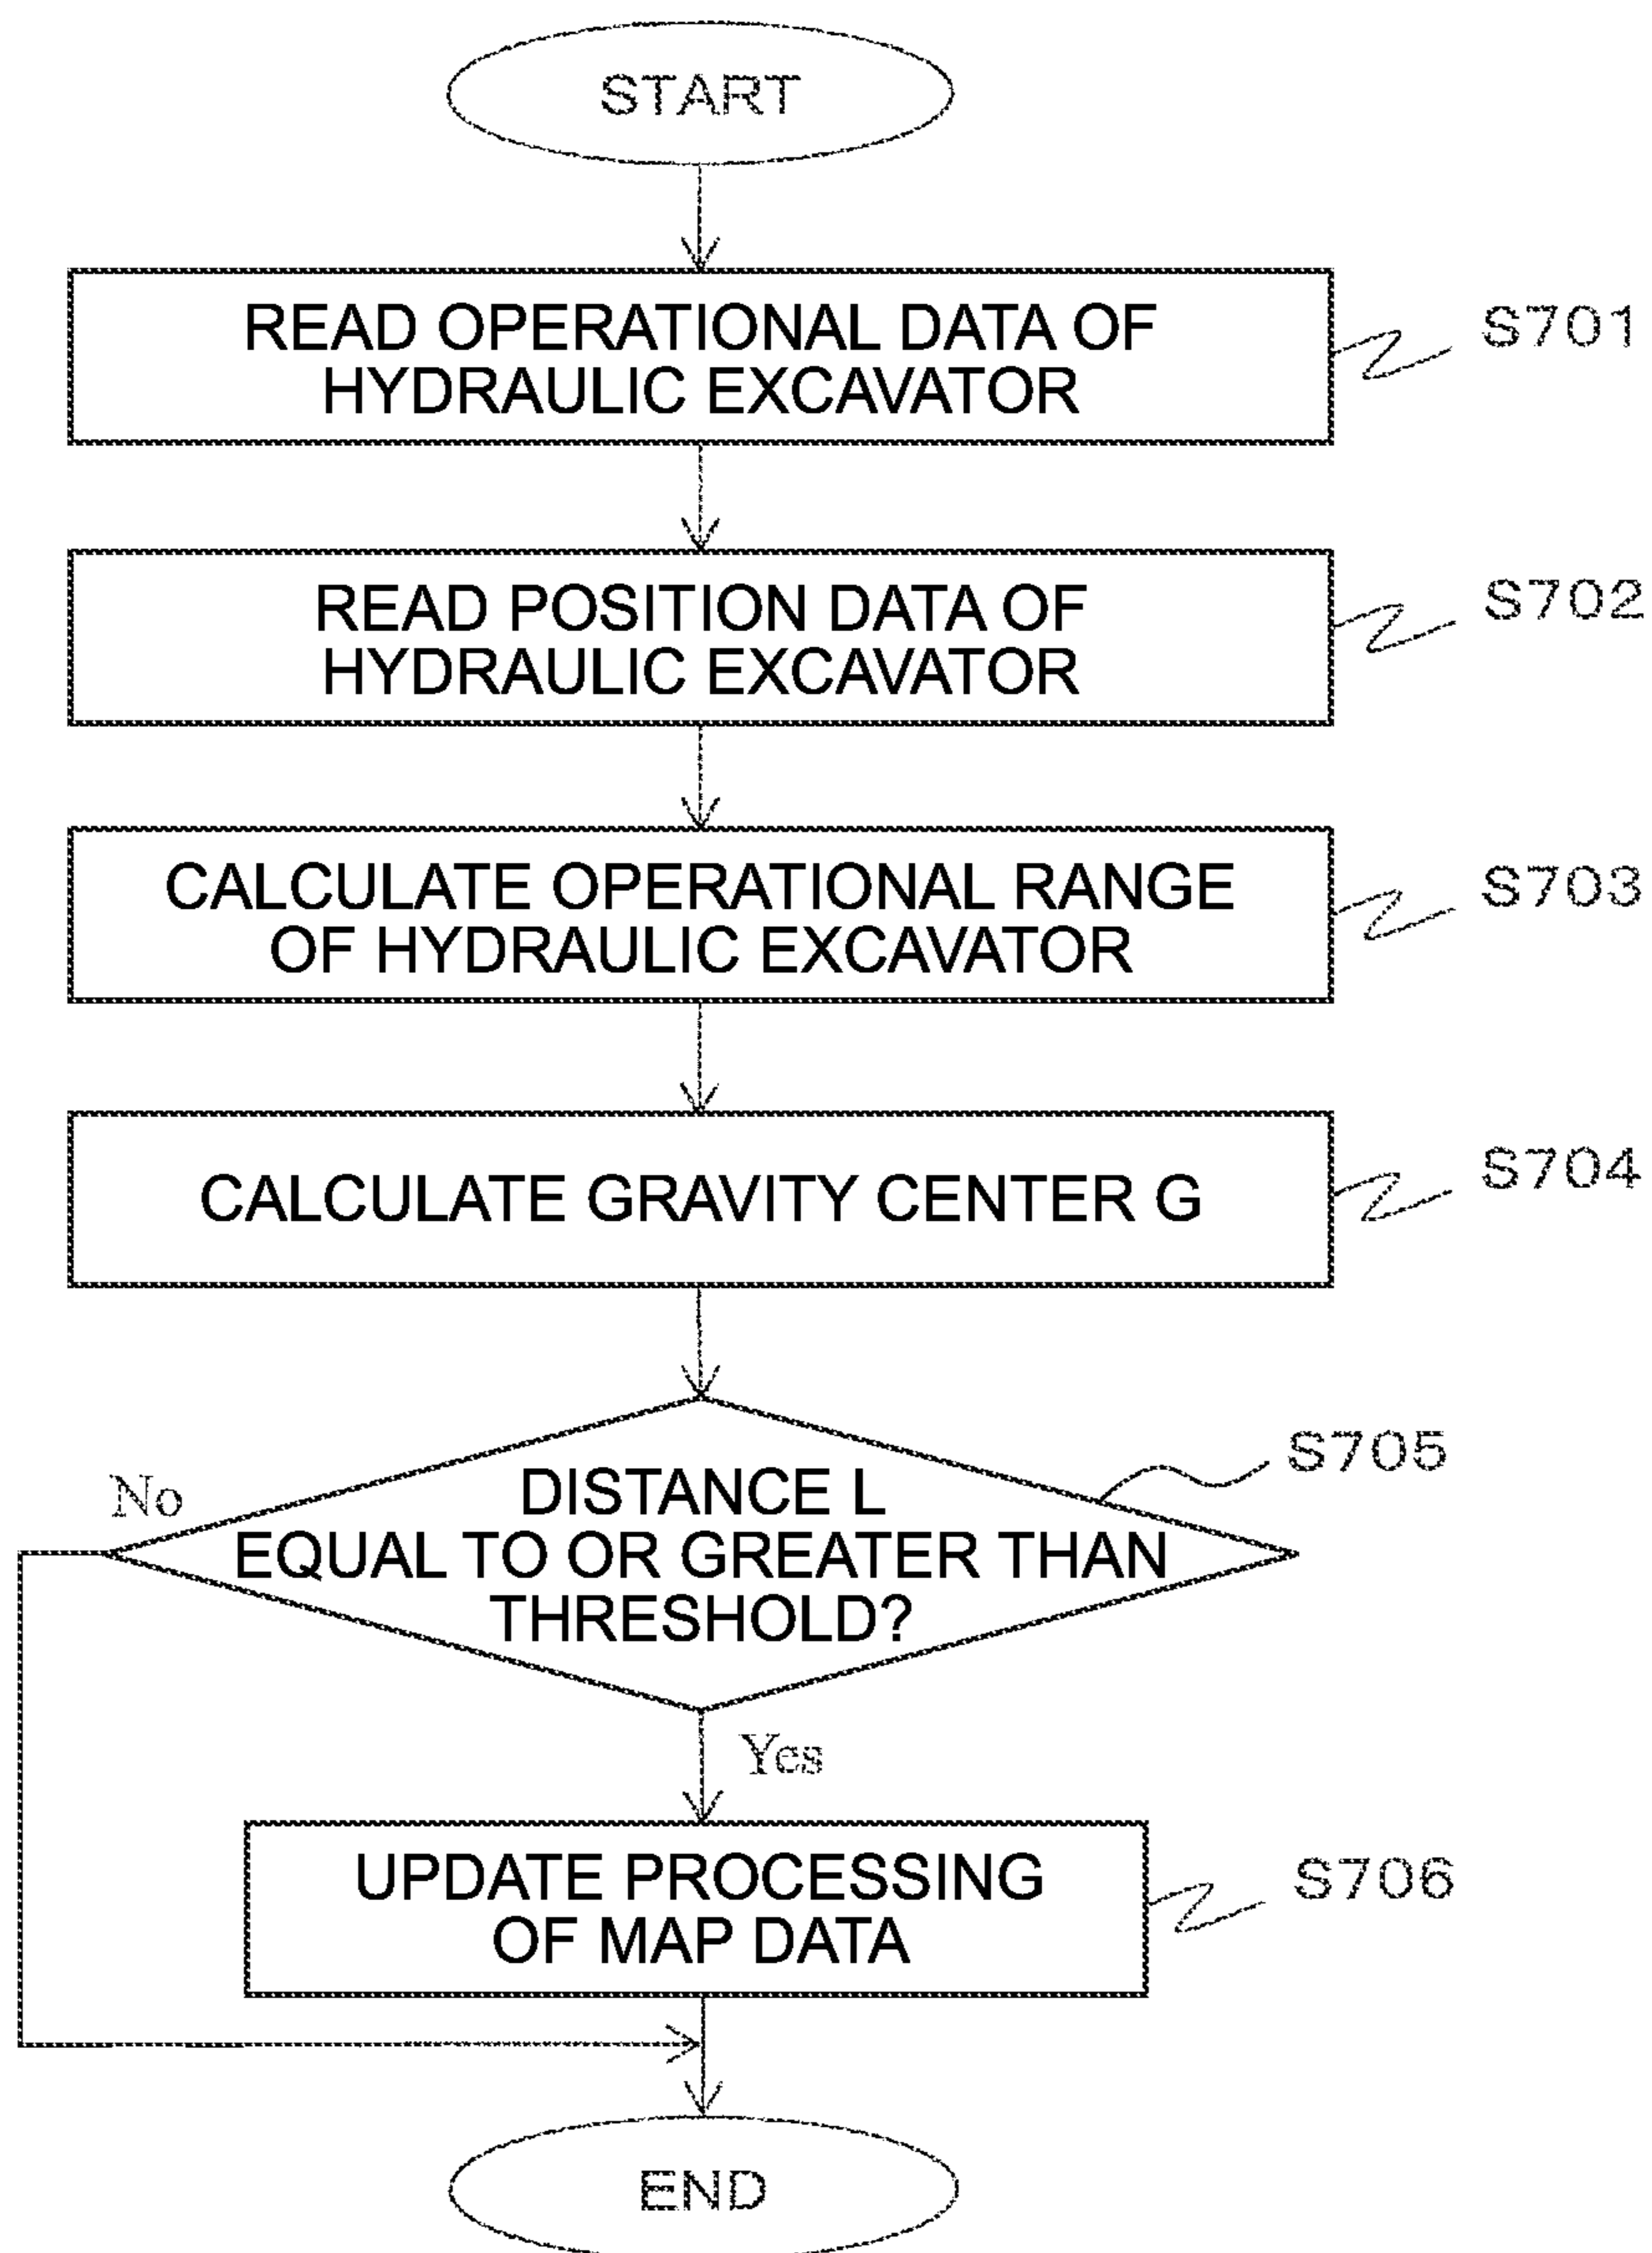 START
READ OPERATIONAL DATA OF
HYDRAULIC EXCAVATOR
S701
READ POSITION DATA OF
HYDRAULIC EXCAVATOR
S702
CALCULATE OPERATIONAL RANGE
OF HYDRAULIC EXCAVATOR
S703
CALCULATE GRAVITY CENTER G
S704
DISTANCE L
EQUAL TO OR GREATER THAN
THRESHOLD?
S705
No
Yes
UPDATE PROCESSING
OF MAP DATA
S706
END